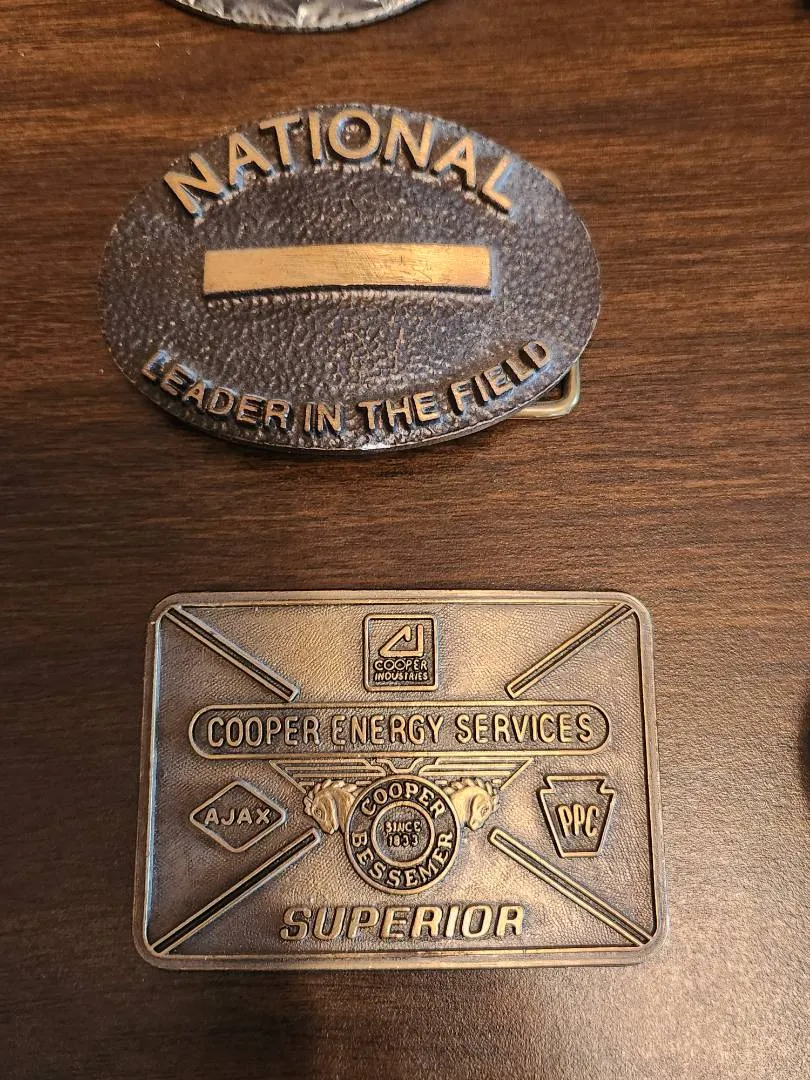 NATIONAL
LEADER IN THE FIELD
COOPER
INDUSTRIES
COOPER ENERGY SERVICES
AJAX
COOPER
SINCE
1833
BESSEMER
PPC
SUPERIOR